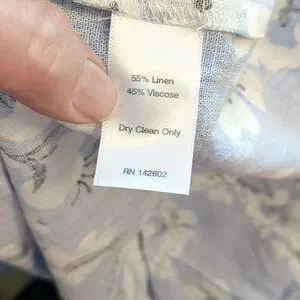 55% Linen
45% Viscose
Dry Clean Only
RN 142602